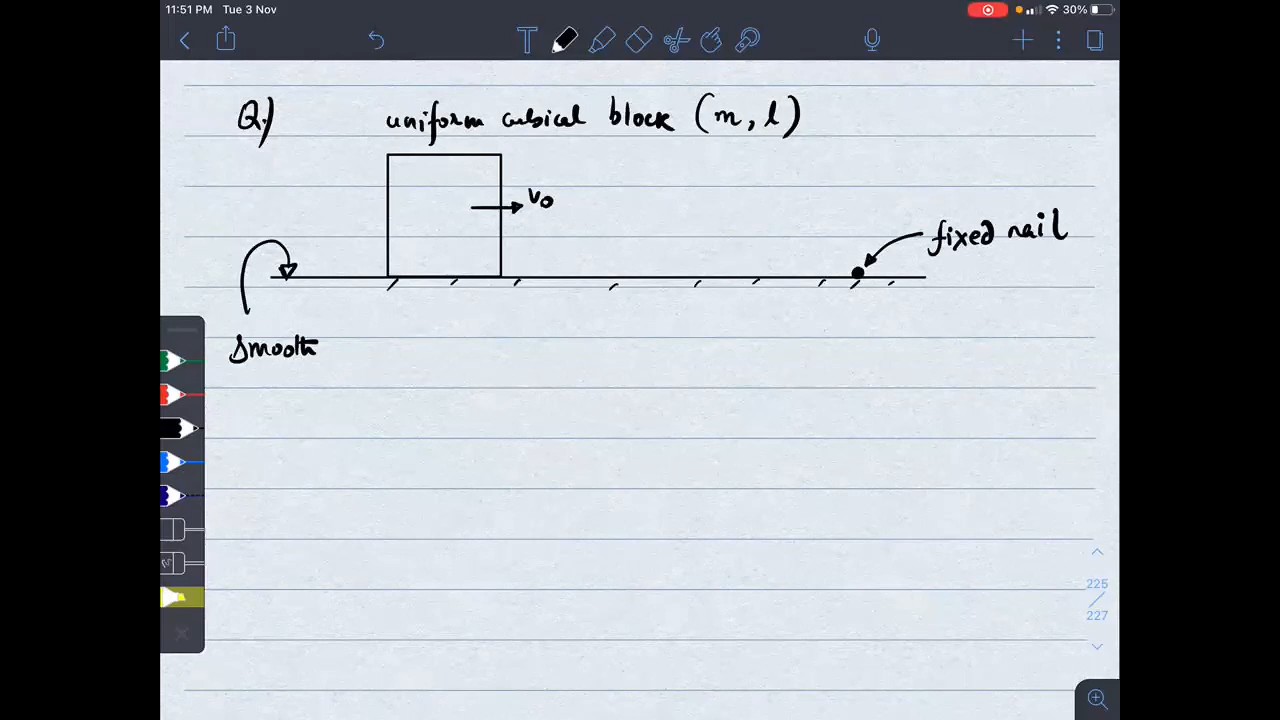 11:51 PM Tue 3 Nov 30%
T
Q.) uniform cubical block (m, l)
v₀
fixed nail
smooth
225
227